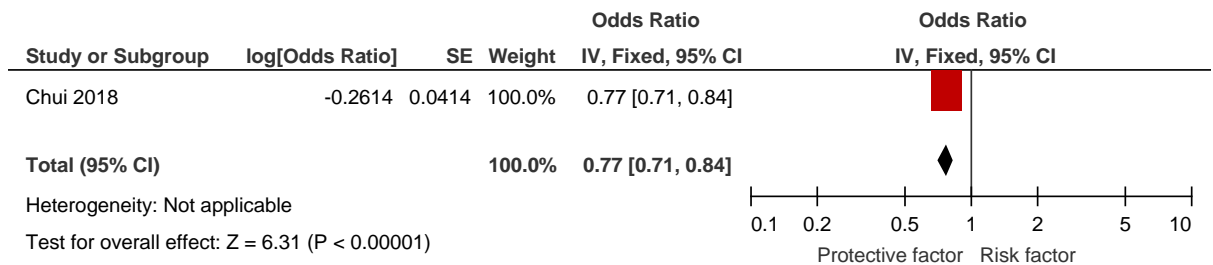 Odds Ratio Odds Ratio
Study or Subgroup log[Odds Ratio] SE Weight IV, Fixed, 95% CI IV, Fixed, 95% CI
Chui 2018 -0.2614 0.0414 100.0% 0.77 [0.71, 0.84]
Total (95% CI) 100.0% 0.77 [0.71, 0.84]
Heterogeneity: Not applicable
Test for overall effect: Z = 6.31 (P < 0.00001)
0.1 0.2 0.5 1 2 5 10
Protective factor Risk factor